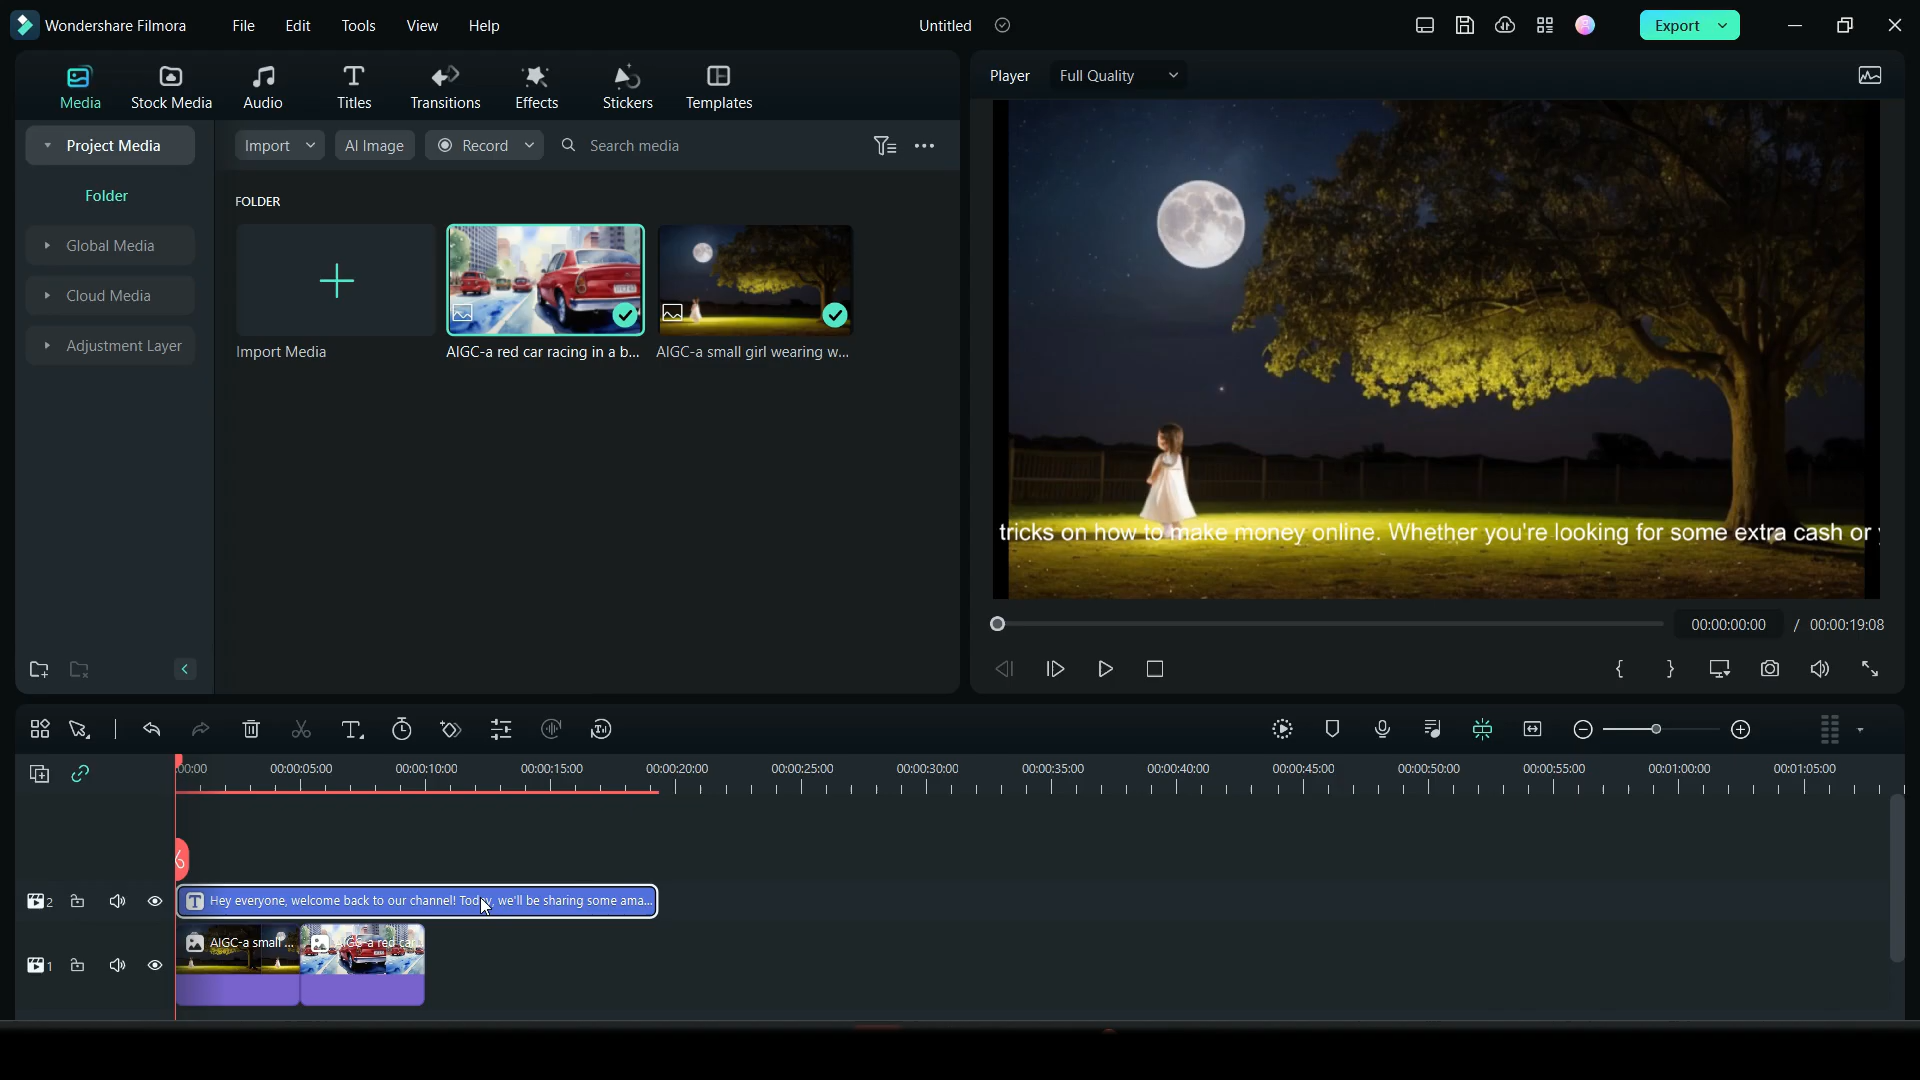 Wondershare Filmora File Edit Tools View Help Untitled Export
Media Stock Media Audio Titles Transitions Effects Stickers Templates
Player Full Quality
Project Media
Folder
Global Media
Cloud Media
Adjustment Layer
Import AI Image Record Search media
FOLDER
Import Media
AIGC-a red car racing in a b...
AIGC-a small girl wearing w...
tricks on how to make money online. Whether you're looking for some extra cash or
00:00:00:00 / 00:00:19:08
:00:00 00:00:05:00 00:00:10:00 00:00:15:00 00:00:20:00 00:00:25:00 00:00:30:00 00:00:35:00 00:00:40:00 00:00:45:00 00:00:50:00 00:00:55:00 00:01:00:00 00:01:05:00
2 T Hey everyone, welcome back to our channel! Today, we'll be sharing some ama...
1 AIGC-a small ... AIGC-a red car...